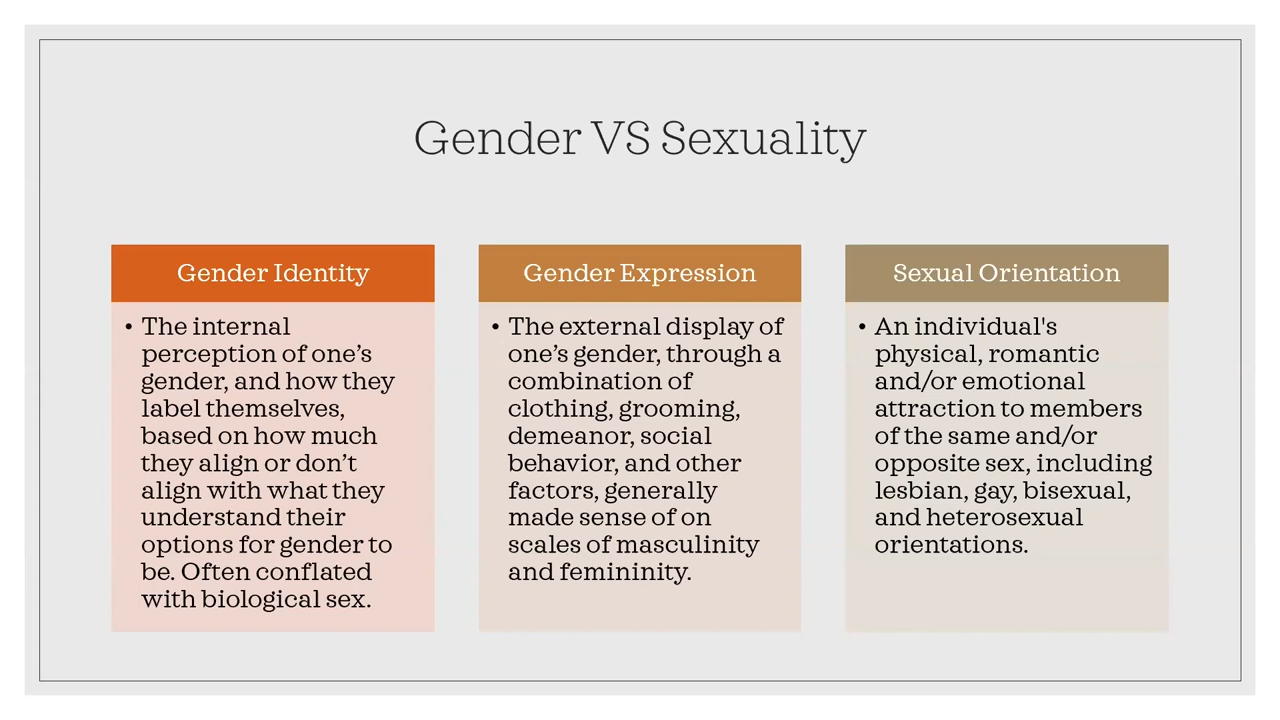 Gender VS Sexuality
Gender Identity
• The internal
perception of one’s
gender, and how they
label themselves,
based on how much
they align or don’t
align with what they
understand their
options for gender to
be. Often conflated
with biological sex.
Gender Expression
• The external display of
one’s gender, through a
combination of
clothing, grooming,
demeanor, social
behavior, and other
factors, generally
made sense of on
scales of masculinity
and femininity.
Sexual Orientation
• An individual's
physical, romantic
and/or emotional
attraction to members
of the same and/or
opposite sex, including
lesbian, gay, bisexual,
and heterosexual
orientations.